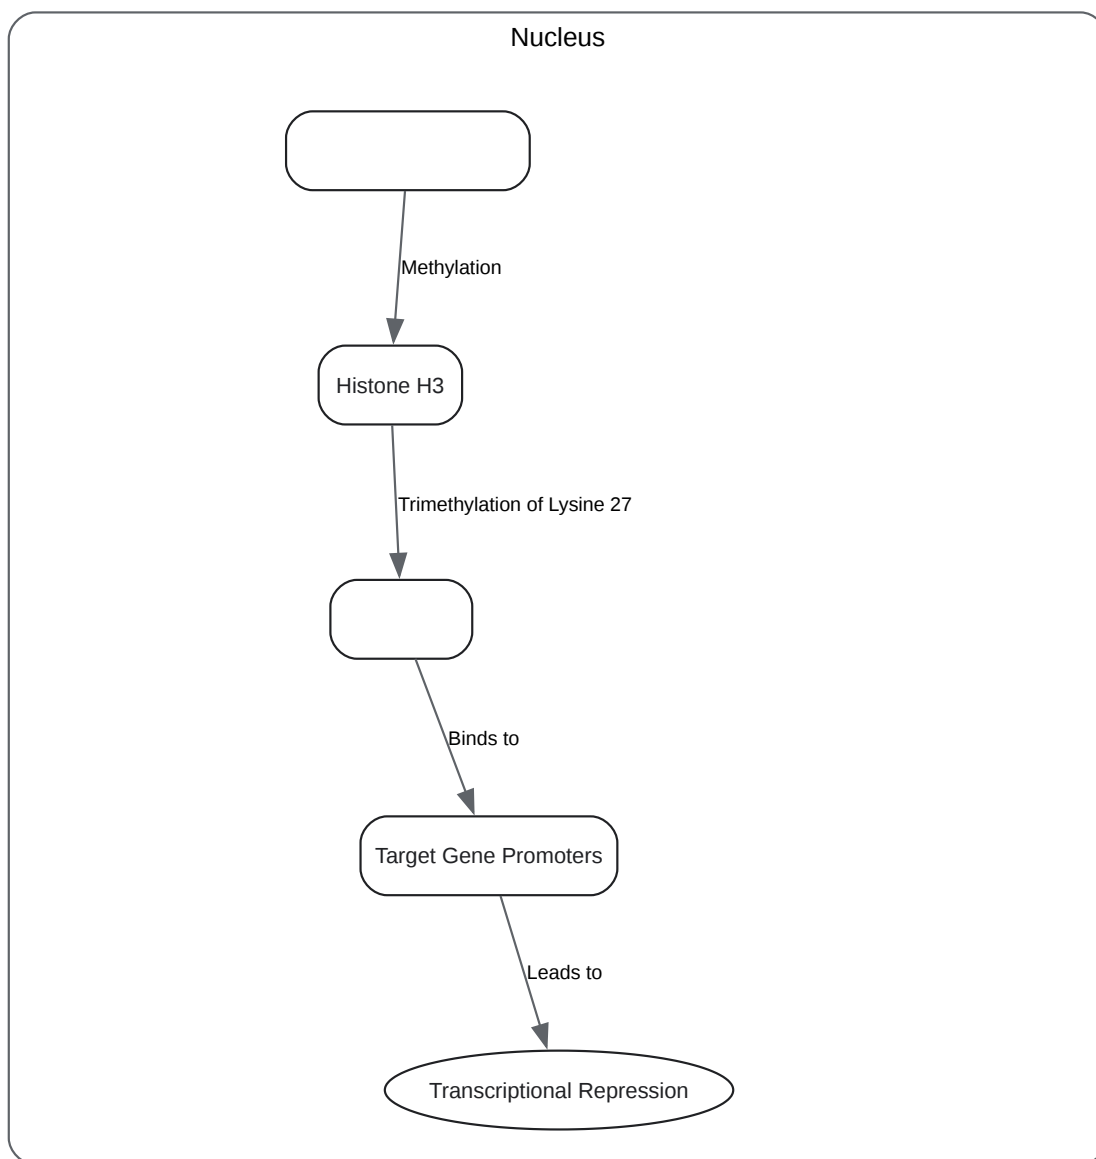 Nucleus
Methylation
Histone H3
Trimethylation of Lysine 27
Binds to
Target Gene Promoters
Leads to
Transcriptional Repression